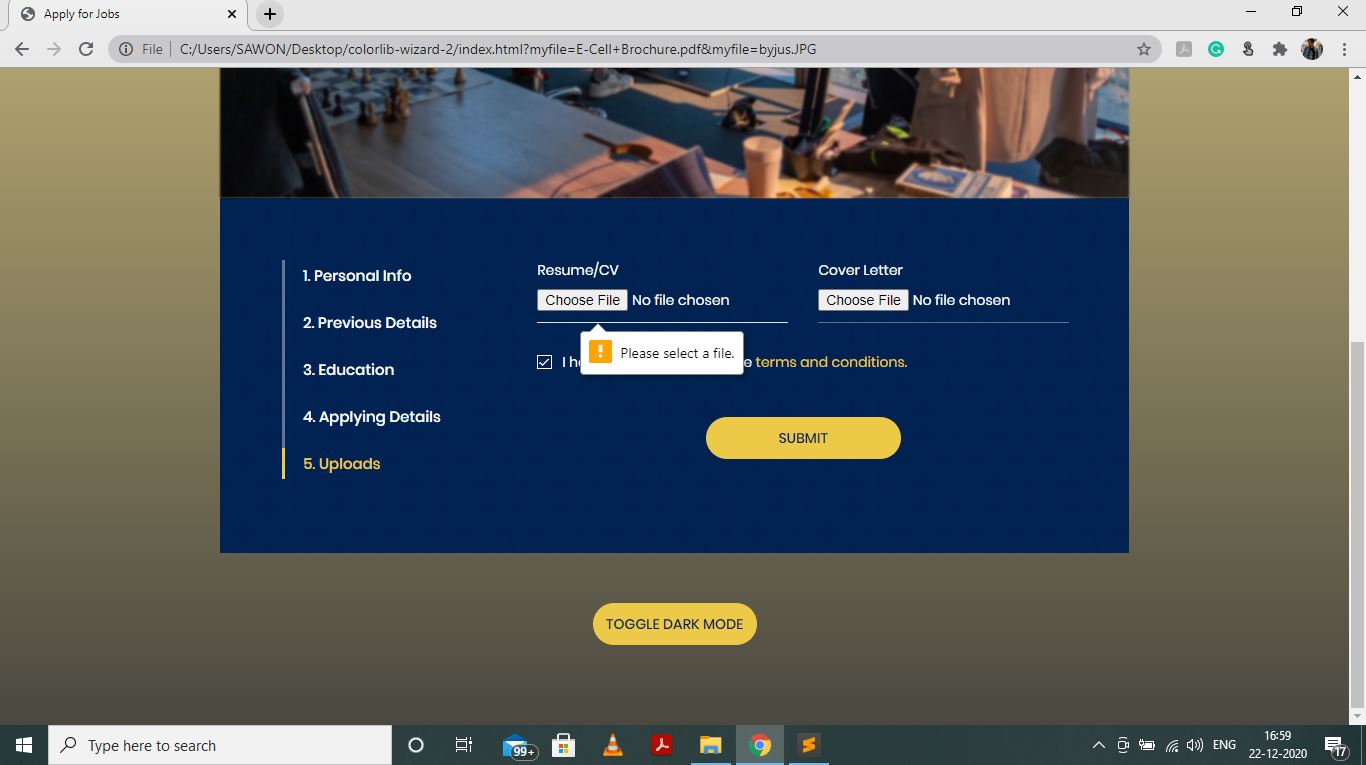 Apply for Jobs
File
C:/Users/SAWON/Desktop/colorlib-wizard-2/index.html?myfile=E-Cell+Brochure.pdf&myfile=byjus.JPG
1. Personal Info
2. Previous Details
3. Education
4. Applying Details
5. Uploads
Resume/CV
Choose File No file chosen
Cover Letter
Choose File No file chosen
Please select a file.
I terms and conditions.
SUBMIT
TOGGLE DARK MODE
Type here to search
99+
ENG
16:59
22-12-2020
17